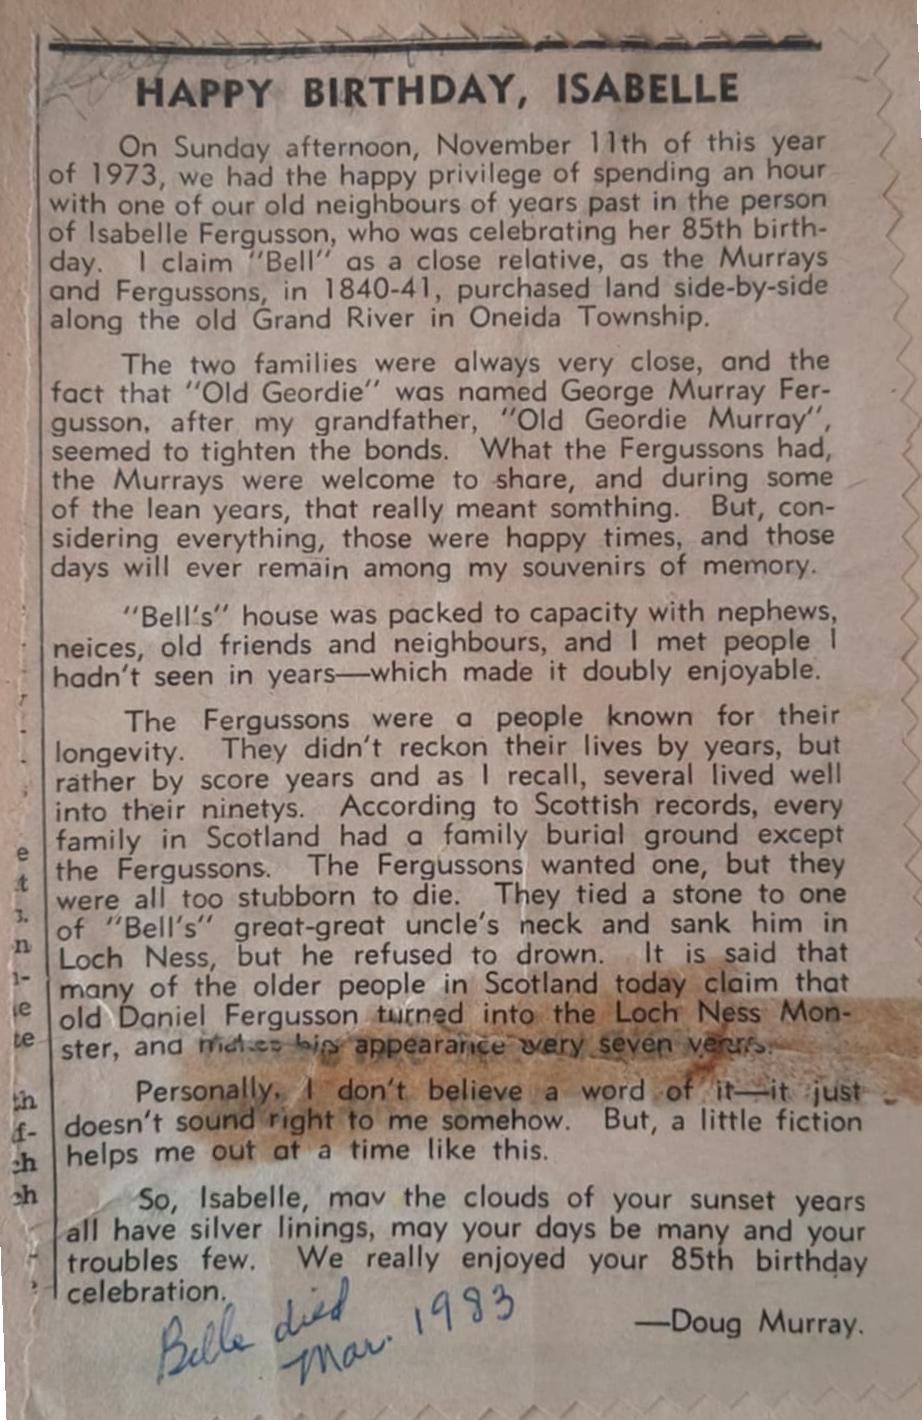 HAPPY BIRTHDAY, ISABELLE
On Sunday afternoon, November 11th of this year
of 1973, we had the happy privilege of spending an hour
with one of our old neighbours of years past in the person
of Isabelle Fergusson, who was celebrating her 85th birth-
day. I claim "Bell" as a close relative, as the Murrays
and Fergussons, in 1840-41, purchased land side-by-side
along the old Grand River in Oneida Township.
The two families were always very close, and the
fact that "Old Geordie" was named George Murray Fer-
gusson, after my grandfather, "Old Geordie Murray",
seemed to tighten the bonds. What the Fergussons had,
the Murrays were welcome to share, and during some
of the lean years, that really meant somthing. But, con-
sidering everything, those were happy times, and those
days will ever remain among my souvenirs of memory.
"Bell's" house was packed to capacity with nephews,
neices, old friends and neighbours, and I met people I
hadn't seen in years—which made it doubly enjoyable.
The Fergussons were a people known for their
longevity. They didn't reckon their lives by years, but
rather by score years and as I recall, several lived well
into their ninetys. According to Scottish records, every
family in Scotland had a family burial ground except
the Fergussons. The Fergussons wanted one, but they
were all too stubborn to die. They tied a stone to one
of "Bell's" great-great uncle's neck and sank him in
Loch Ness, but he refused to drown. It is said that
many of the older people in Scotland today claim that
old Daniel Fergusson turned into the Loch Ness Mon-
ster, and makes his appearance every seven years.
Personally, I don't believe a word of it—it just
doesn't sound right to me somehow. But, a little fiction
helps me out at a time like this.
So, Isabelle, may the clouds of your sunset years
all have silver linings, may your days be many and your
troubles few. We really enjoyed your 85th birthday
celebration.
—Doug Murray.
Belle died
Mar. 1983
e
t
3.
n
l-
te
th
f-
ch